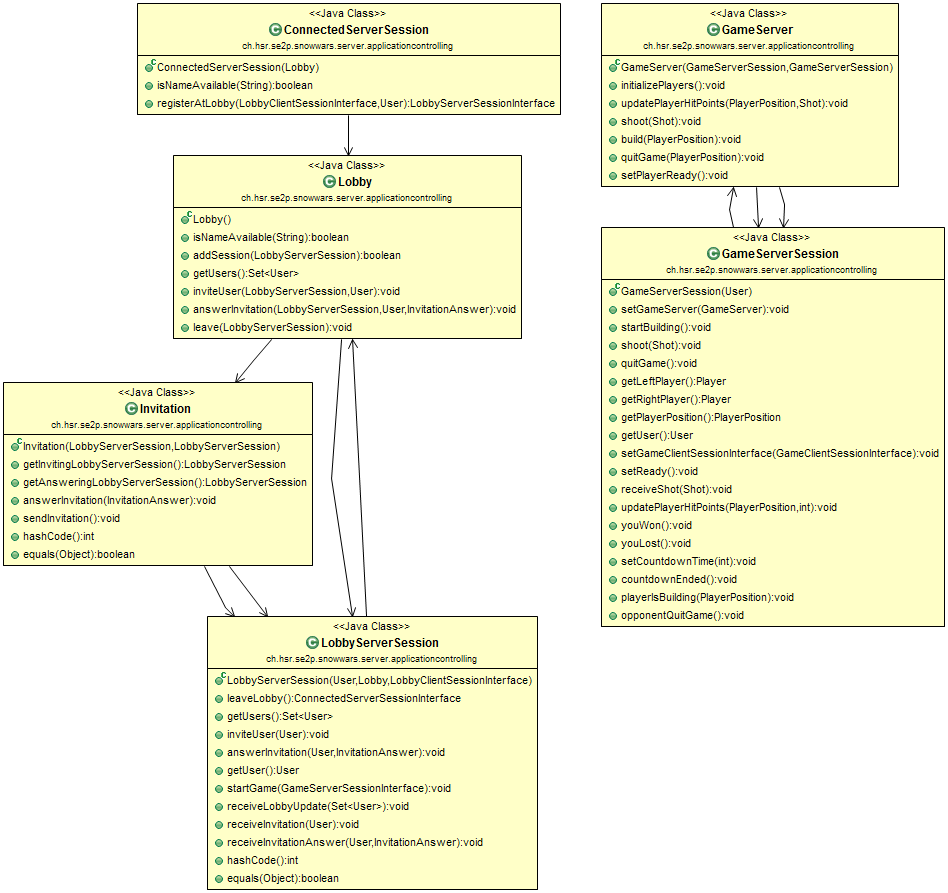 <<Java Class>>
ConnectedServerSession
ch.hsr.se2p.snowwars.server.applicationcontrolling
ConnectedServerSession(Lobby)
isNameAvailable(String):boolean
registerAtLobby(LobbyClientSessionInterface,User):LobbyServerSessionInterface
<<Java Class>>
Lobby
ch.hsr.se2p.snowwars.server.applicationcontrolling
Lobby()
isNameAvailable(String):boolean
addSession(LobbyServerSession):boolean
getUsers():Set<User>
inviteUser(LobbyServerSession,User):void
answerInvitation(LobbyServerSession,User,InvitationAnswer):void
leave(LobbyServerSession):void
<<Java Class>>
Invitation
ch.hsr.se2p.snowwars.server.applicationcontrolling
Invitation(LobbyServerSession,LobbyServerSession)
getInvitingLobbyServerSession():LobbyServerSession
getAnsweringLobbyServerSession():LobbyServerSession
answerInvitation(InvitationAnswer):void
sendInvitation():void
hashCode():int
equals(Object):boolean
<<Java Class>>
LobbyServerSession
ch.hsr.se2p.snowwars.server.applicationcontrolling
LobbyServerSession(User,Lobby,LobbyClientSessionInterface)
leaveLobby():ConnectedServerSessionInterface
getUsers():Set<User>
inviteUser(User):void
answerInvitation(User,InvitationAnswer):void
getUser():User
startGame(GameServerSessionInterface):void
receiveLobbyUpdate(Set<User>):void
receiveInvitation(User):void
receiveInvitationAnswer(User,InvitationAnswer):void
hashCode():int
equals(Object):boolean
<<Java Class>>
GameServer
ch.hsr.se2p.snowwars.server.applicationcontrolling
GameServer(GameServerSession,GameServerSession)
initializePlayers():void
updatePlayerHitPoints(PlayerPosition,Shot):void
shoot(Shot):void
build(PlayerPosition):void
quitGame(PlayerPosition):void
setPlayerReady():void
<<Java Class>>
GameServerSession
ch.hsr.se2p.snowwars.server.applicationcontrolling
GameServerSession(User)
setGameServer(GameServer):void
startBuilding():void
shoot(Shot):void
quitGame():void
getLeftPlayer():Player
getRightPlayer():Player
getPlayerPosition():PlayerPosition
getUser():User
setGameClientSessionInterface(GameClientSessionInterface):void
setReady():void
receiveShot(Shot):void
updatePlayerHitPoints(PlayerPosition,int):void
youWon():void
youLost():void
setCountdownTime(int):void
countdownEnded():void
playerIsBuilding(PlayerPosition):void
opponentQuitGame():void